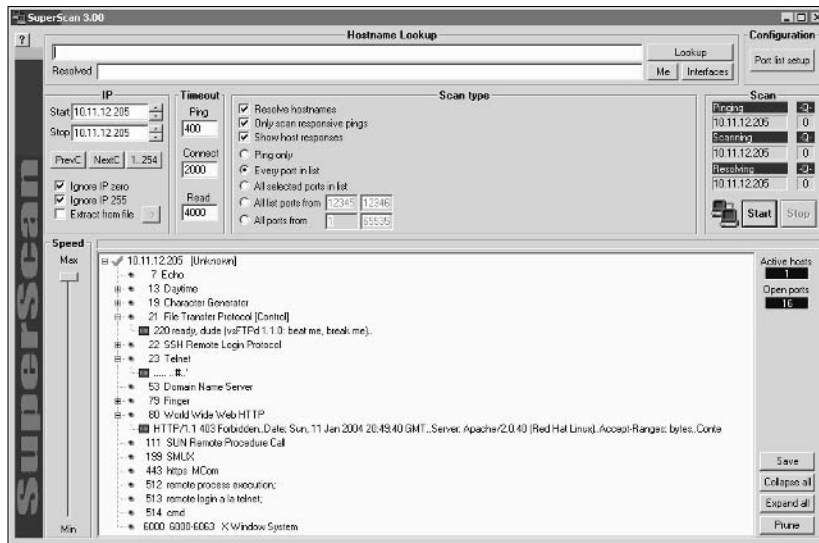 SuperScan 3.00
?
Hostname Lookup
Configuration
Lookup
Port list setup
Resolved
Me
Interfaces
IP
Timeout
Scan type
Scan
Start 10.11.12.205
Stop 10.11.12.205
PrevC
NextC
1..254
Ignore IP zero
Ignore IP 255
Extract from file
Ping
400
Connect
2000
Read
4000
Resolve hostnames
Only scan responsive pings
Show host responses
Ping only
Every port in list
All selected ports in list
All list ports from 12345 12346
All ports from 1 65535
Pinging
10.11.12.205 0
Scanning
10.11.12.205 0
Resolving
10.11.12.205 0
Start
Stop
SuperScan
Speed
Max
Min
10.11.12.205 [Unknown]
7 Echo
13 Daytime
19 Character Generator
21 File Transfer Protocol [Control]
220 ready, dude (vsFTPd 1.1.0: beat me, break me)..
22 SSH Remote Login Protocol
23 Telnet
..... ..#..'
53 Domain Name Server
79 Finger
80 World Wide Web HTTP
HTTP/1.1 403 Forbidden..Date: Sun, 11 Jan 2004 20:49:40 GMT..Server: Apache/2.0.40 (Red Hat Linux)..Accept-Ranges: bytes..Conte
111 SUN Remote Procedure Call
199 SMUX
443 https MCom
512 remote process execution;
513 remote login a la telnet;
514 cmd
6000 6000-6063 X Window System
Active hosts
1
Open ports
16
Save
Collapse all
Expand all
Prune